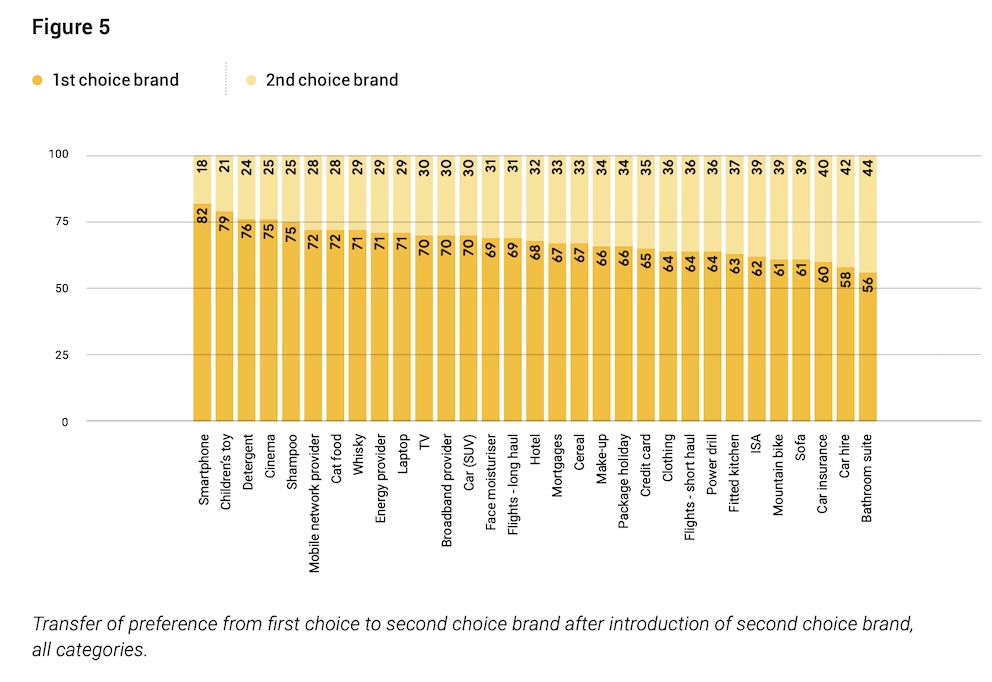 Figure 5
1st choice brand
2nd choice brand
100
75
50
25
0
18 21 24 25 25 28 28 29 29 29 30 30 30 31 31 32 33 33 34 34 35 36 36 36 37 39 39 39 40 42 44
82 79 76 75 75 72 72 71 71 71 70 70 70 69 69 68 67 67 66 66 65 64 64 64 63 62 61 61 60 58 56
Smartphone
Children's toy
Detergent
Cinema
Shampoo
Mobile network provider
Cat food
Whisky
Energy provider
Laptop
TV
Broadband provider
Car (SUV)
Face moisturiser
Flights - long haul
Hotel
Mortgages
Cereal
Make-up
Package holiday
Credit card
Clothing
Flights - short haul
Power drill
Fitted kitchen
ISA
Mountain bike
Sofa
Car insurance
Car hire
Bathroom suite
Transfer of preference from first choice to second choice brand after introduction of second choice brand,
all categories.